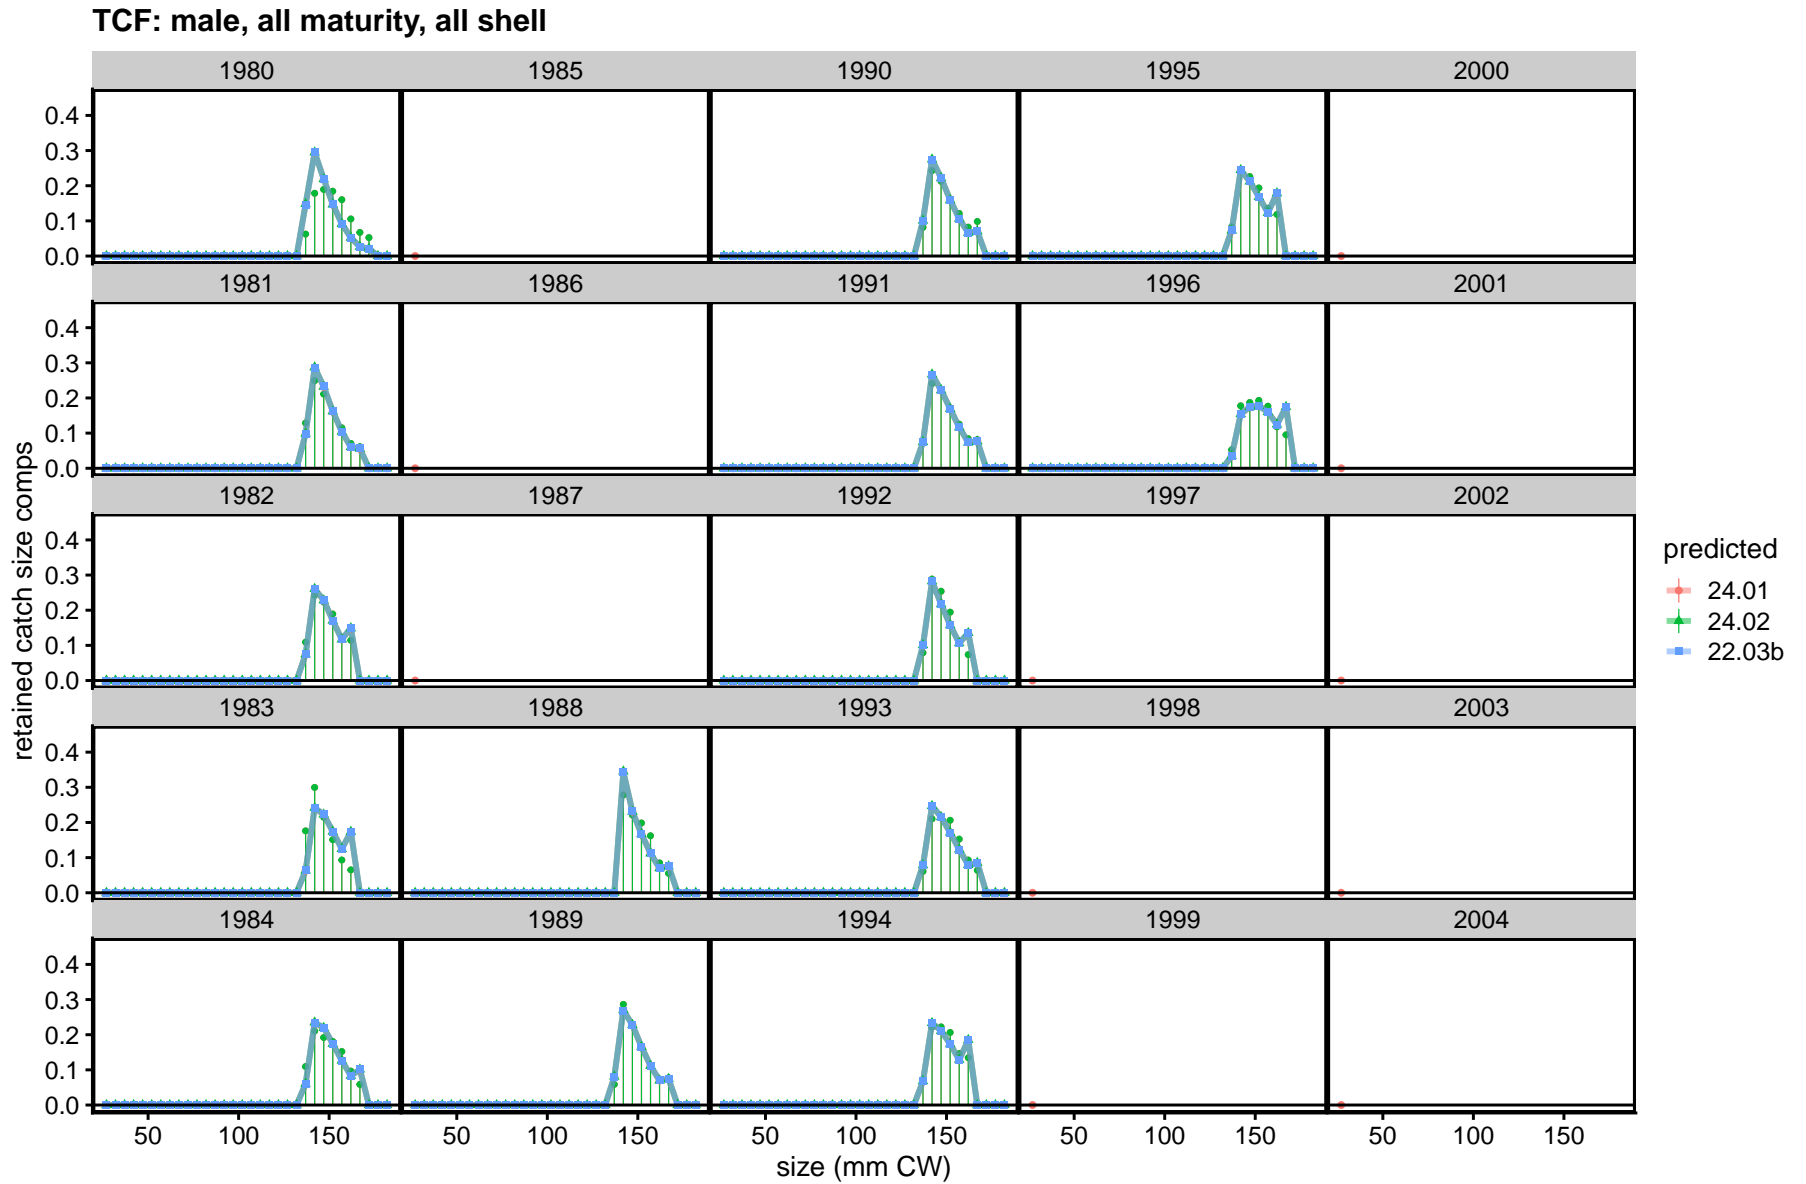 TCF: male, all maturity, all shell
1980 1985 1990 1995 2000
0.4
0.3
0.2
0.1
0.0
1981 1986 1991 1996 2001
0.4
0.3
0.2
0.1
0.0
1982 1987 1992 1997 2002
0.4
0.3
0.2
0.1
0.0
1983 1988 1993 1998 2003
0.4
0.3
0.2
0.1
0.0
1984 1989 1994 1999 2004
0.4
0.3
0.2
0.1
0.0
50 100 150 50 100 150 50 100 150 50 100 150 50 100 150
size (mm CW)
retained catch size comps
predicted
24.01
24.02
22.03b